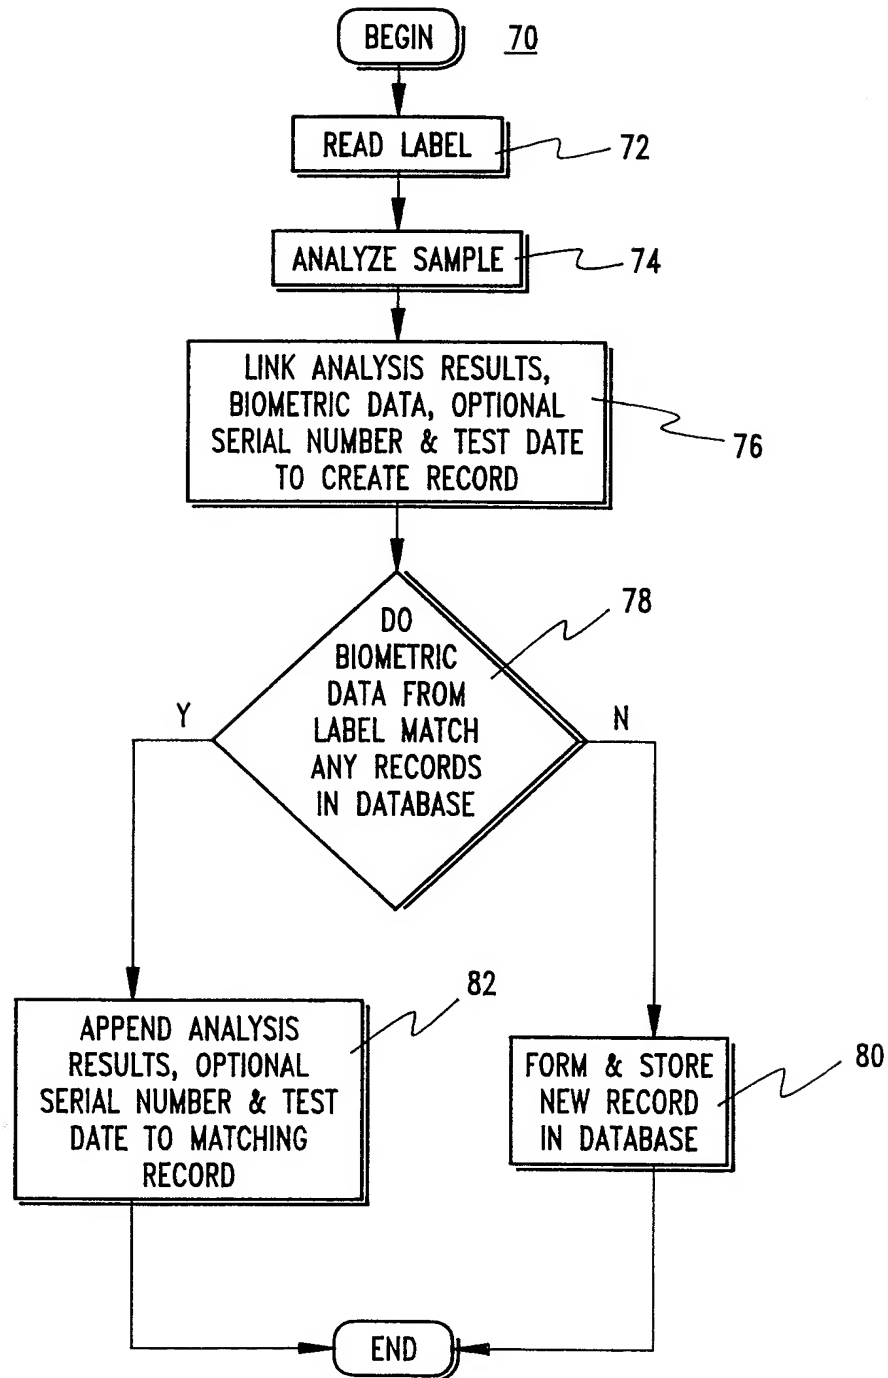 BEGIN
70
READ LABEL
72
ANALYZE SAMPLE
74
LINK ANALYSIS RESULTS,
BIOMETRIC DATA, OPTIONAL
SERIAL NUMBER & TEST DATE
TO CREATE RECORD
76
DO
BIOMETRIC
DATA FROM
LABEL MATCH
ANY RECORDS
IN DATABASE
78
Y
N
APPEND ANALYSIS
RESULTS, OPTIONAL
SERIAL NUMBER & TEST
DATE TO MATCHING
RECORD
82
FORM & STORE
NEW RECORD
IN DATABASE
80
END